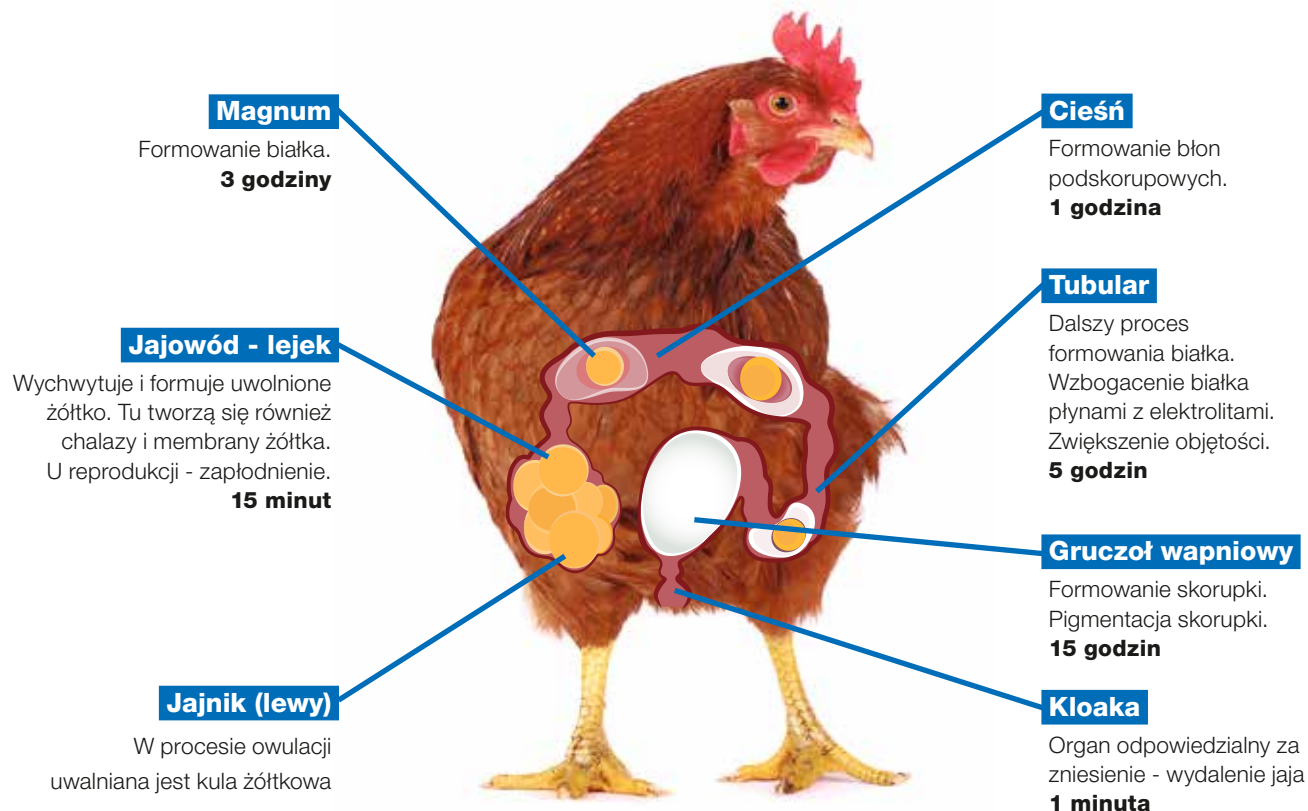 Magnum
Formowanie białka.
3 godziny
Jajowód - lejek
Wychwytuje i formuje uwolnione
żółtko. Tu tworzą się również
chalazy i membrany żółtka.
U reprodukcji - zapłodnienie.
15 minut
Jajnik (lewy)
W procesie owulacji
uwalniana jest kula żółtkowa
Cieśń
Formowanie błon
podskorupowych.
1 godzina
Tubular
Dalszy proces
formowania białka.
Wzbogacenie białka
płynami z elektrolitami.
Zwiększenie objętości.
5 godzin
Gruczoł wapniowy
Formowanie skorupki.
Pigmentacja skorupki.
15 godzin
Kloaka
Organ odpowiedzialny za
zniesienie - wydalenie jaja
1 minuta